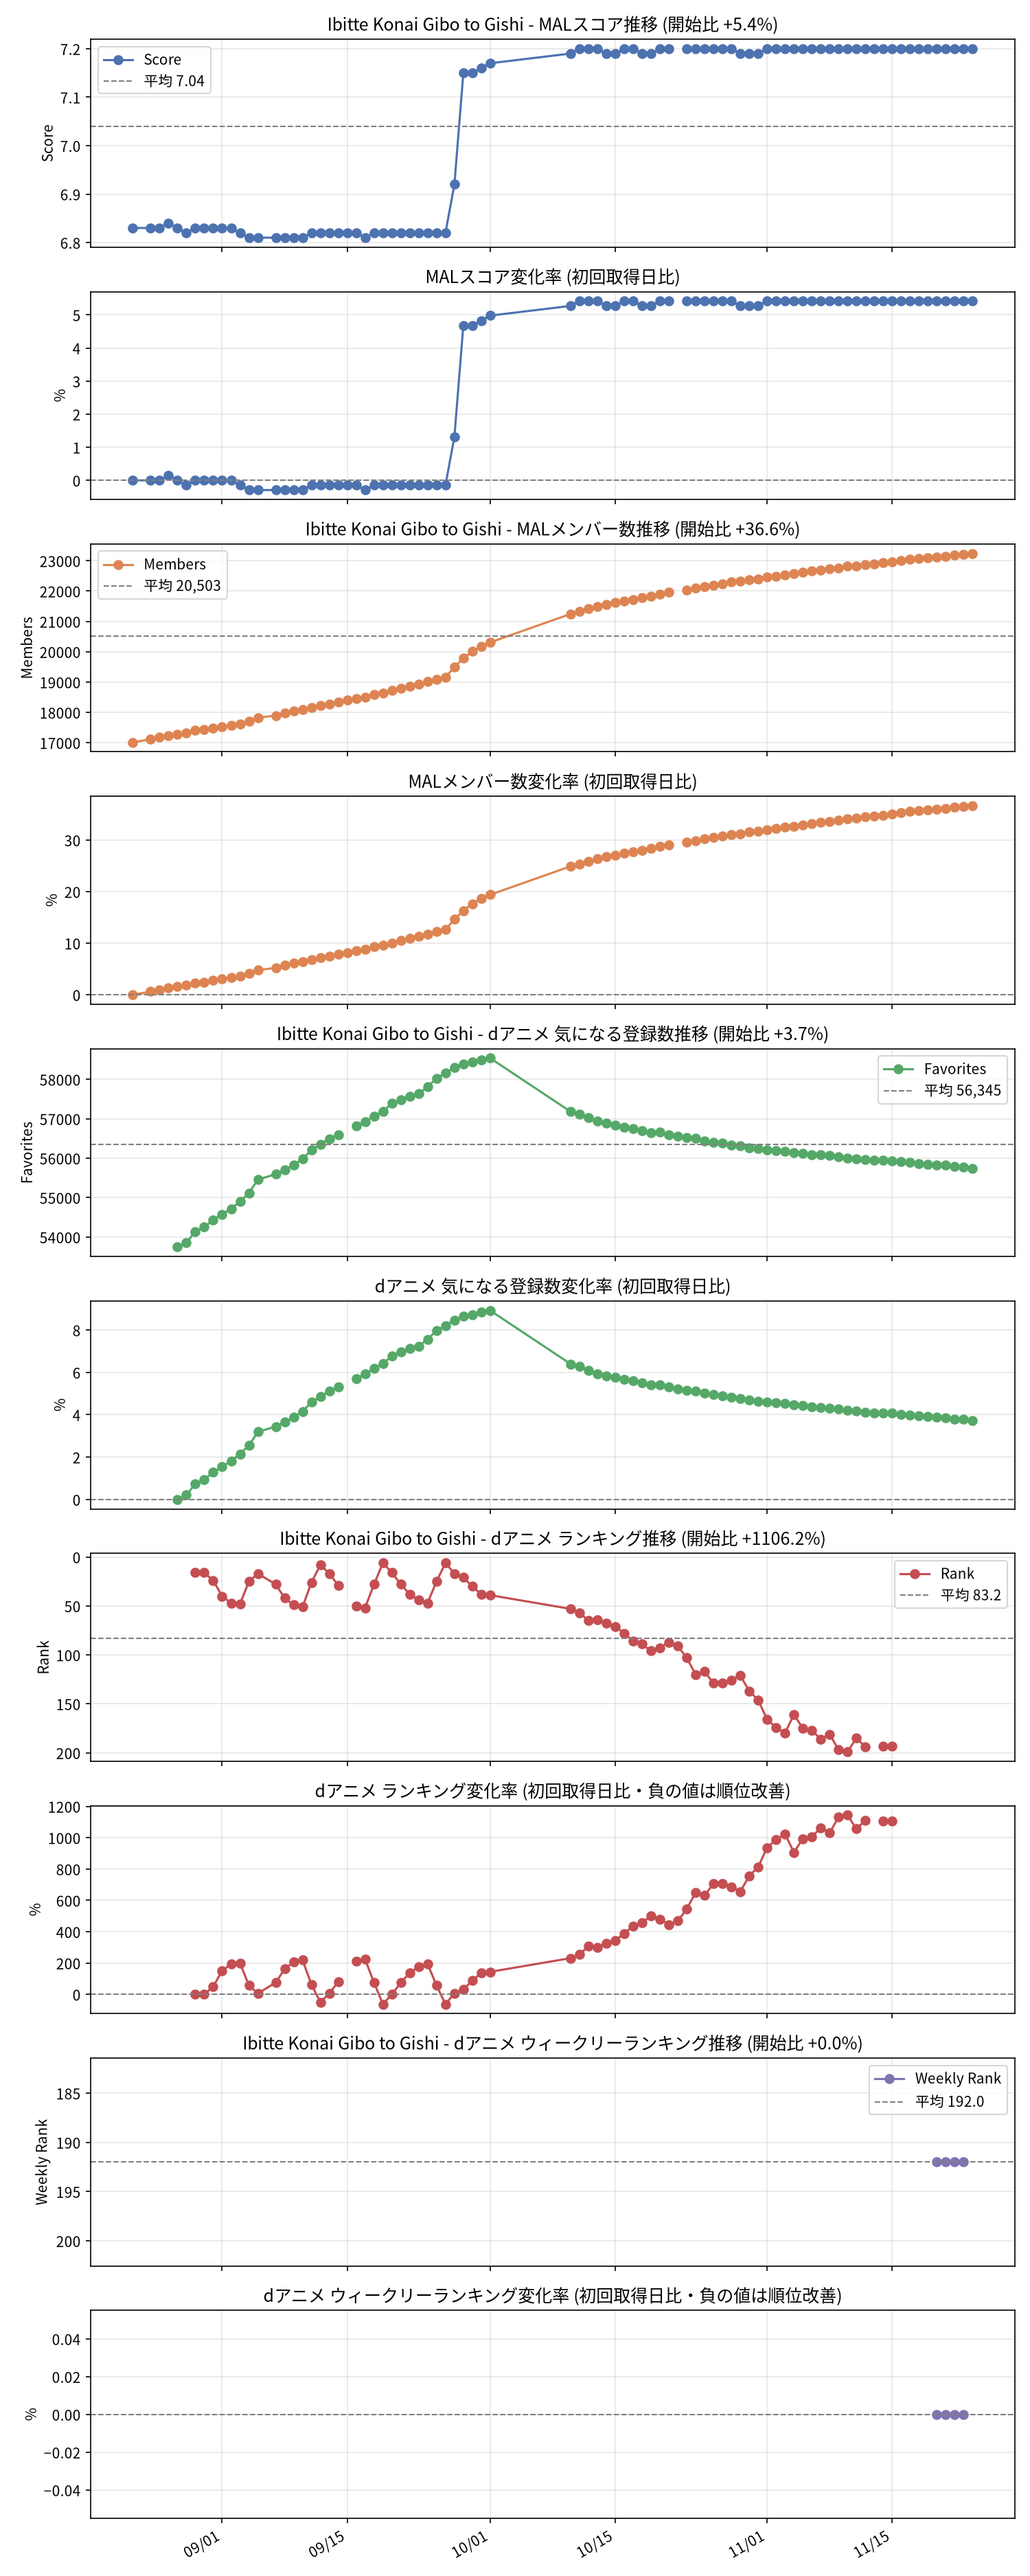 Ibitte Konai Gibo to Gishi - MALスコア推移 (開始比 +5.4%)
Score
平均 7.04
7.2
7.1
7.0
6.9
6.8
Score
MALスコア変化率 (初回取得日比)
5
4
3
2
1
0
%
Ibitte Konai Gibo to Gishi - MALメンバー数推移 (開始比 +36.6%)
Members
平均 20,503
23000
22000
21000
20000
19000
18000
17000
Members
MALメンバー数変化率 (初回取得日比)
30
20
10
0
%
Ibitte Konai Gibo to Gishi - dアニメ 気になる登録数推移 (開始比 +3.7%)
Favorites
平均 56,345
58000
57000
56000
55000
54000
Favorites
dアニメ 気になる登録数変化率 (初回取得日比)
8
6
4
2
0
%
Ibitte Konai Gibo to Gishi - dアニメ ランキング推移 (開始比 +1106.2%)
Rank
平均 83.2
0
50
100
150
200
Rank
dアニメ ランキング変化率 (初回取得日比・負の値は順位改善)
1200
1000
800
600
400
200
0
%
Ibitte Konai Gibo to Gishi - dアニメ ウィークリーランキング推移 (開始比 +0.0%)
Weekly Rank
平均 192.0
185
190
195
200
Weekly Rank
dアニメ ウィークリーランキング変化率 (初回取得日比・負の値は順位改善)
0.04
0.02
0.00
−0.02
−0.04
%
09/01
09/15
10/01
10/15
11/01
11/15